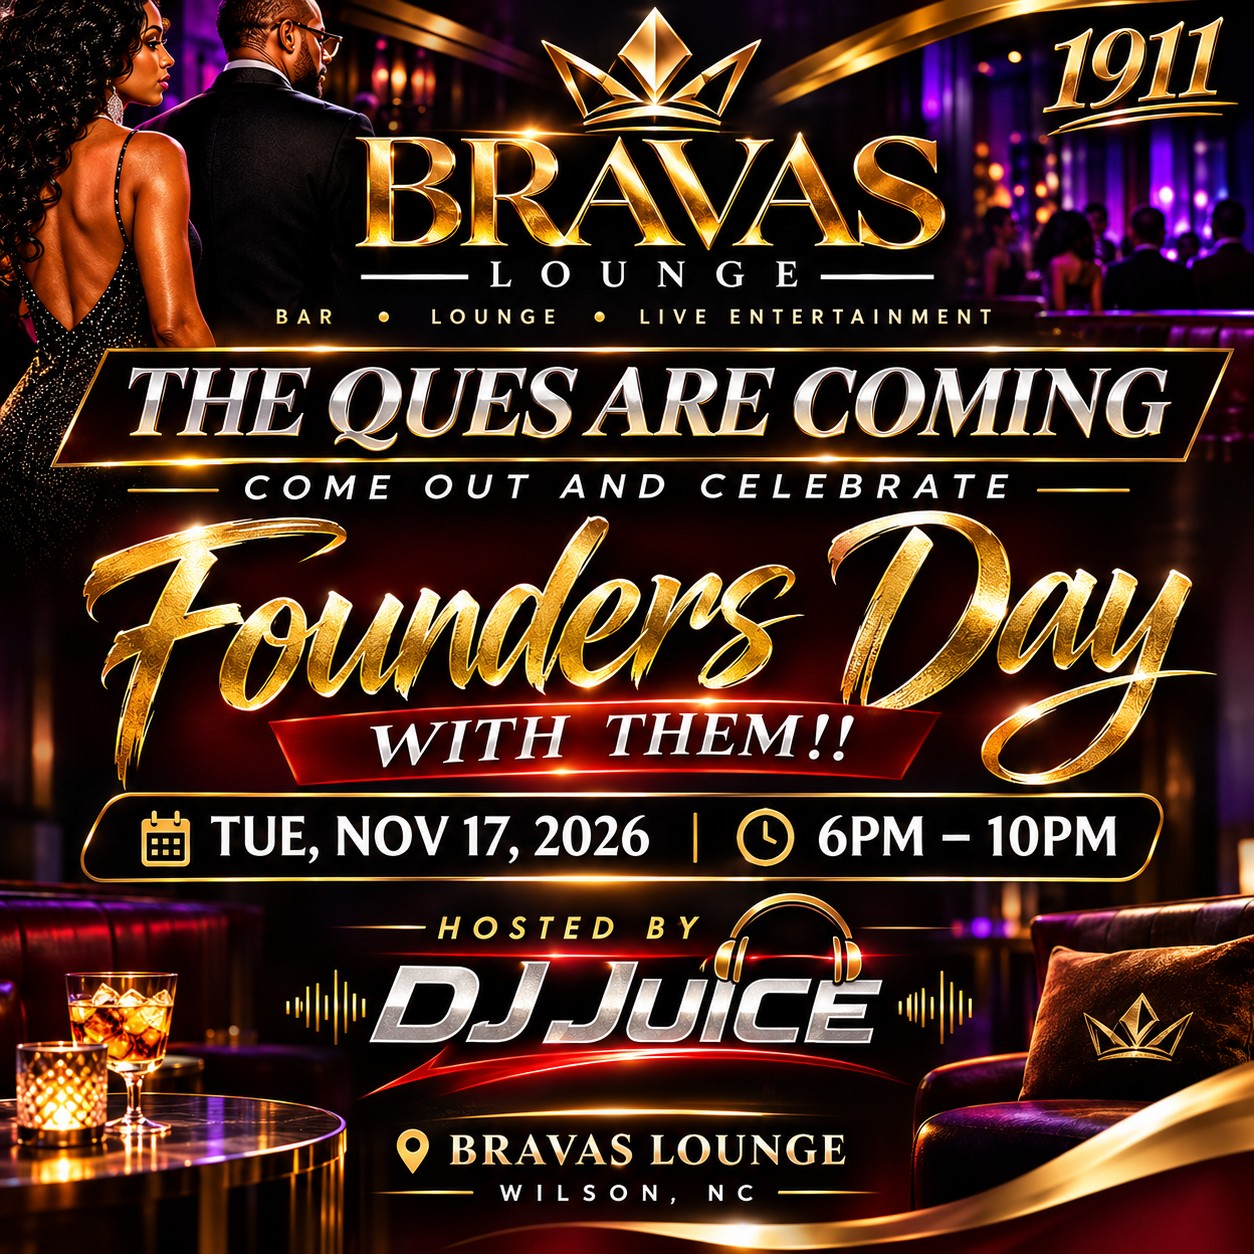 1911
BRAVAS
LOUNGE
BAR • LOUNGE • LIVE ENTERTAINMENT
THE QUES ARE COMING
COME OUT AND CELEBRATE
Founders Day
WITH THEM!!
TUE, NOV 17, 2026 | 6PM – 10PM
HOSTED BY
DJ JUICE
BRAVAS LOUNGE
WILSON, NC